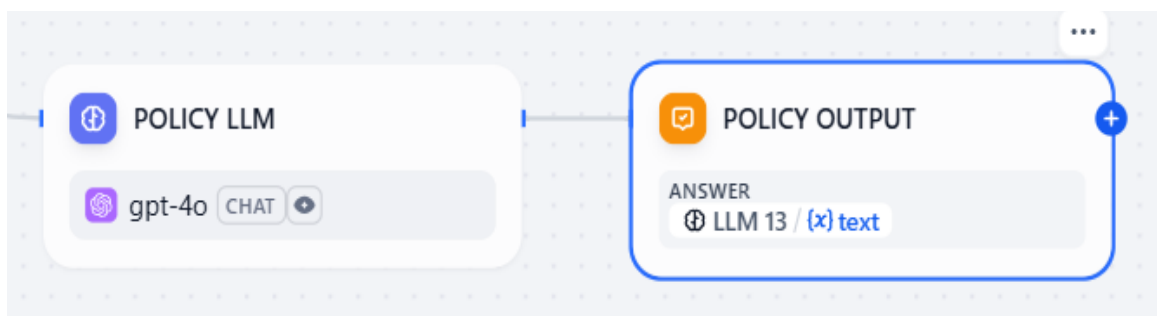 POLICY LLM
gpt-4o CHAT
POLICY OUTPUT
ANSWER
LLM 13 / {x} text